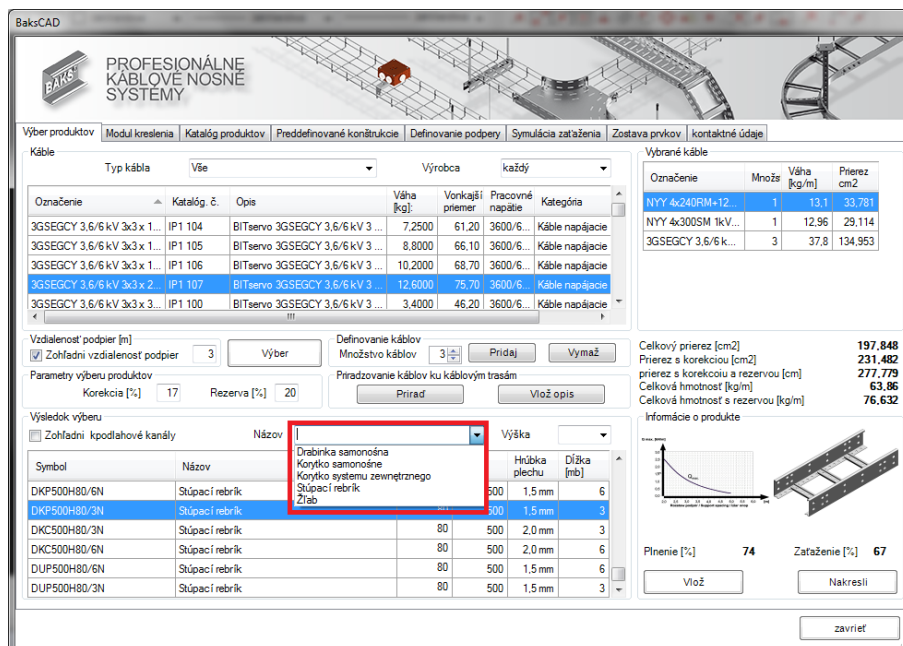 BaksCAD
BAKS
PROFESIONÁLNE
KÁBLOVÉ NOSNÉ
SYSTÉMY
Výber produktov Modul kreslenia Katalóg produktov Preddefinované konštrukcie Definovanie podpery Symulácia zaťaženia Zostava prvkov kontaktné údaje
Káble
Typ kábla Vše Výrobca každý
Označenie Katalóg. č. Opis Váha [kg]: Vonkajší priemer Pracovné napätie Kategória
3GSEGCY 3,6/6 kV 3x3 x 1... IP1 104 BITservo 3GSEGCY 3,6/6 kV 3 ... 7,2500 61,20 3600/6... Káble napájacie
3GSEGCY 3,6/6 kV 3x3 x 1... IP1 105 BITservo 3GSEGCY 3,6/6 kV 3 ... 8,8000 66,10 3600/6... Káble napájacie
3GSEGCY 3,6/6 kV 3x3 x 1... IP1 106 BITservo 3GSEGCY 3,6/6 kV 3 ... 10,2000 68,70 3600/6... Káble napájacie
3GSEGCY 3,6/6 kV 3x3 x 2... IP1 107 BITservo 3GSEGCY 3,6/6 kV 3 ... 12,6000 75,70 3600/6... Káble napájacie
3GSEGCY 3,6/6 kV 3x3 x 3... IP1 100 BITservo 3GSEGCY 3,6/6 kV 3 ... 3,4000 46,20 3600/6... Káble napájacie
Vybrané káble
Označenie Množs Váha [kg/m] Prierez cm2
NYY 4x240RM+12... 1 13,1 33,781
NYY 4x300SM 1kV... 1 12,96 29,114
3GSEGCY 3,6/6 k... 3 37,8 134,953
Vzdialenosť podpier [m]
Zohľadni vzdialenosť podpier 3 Výber
Definovanie káblov
Množstvo káblov 3 Pridaj Vymaž
Parametry výberu produktov
Korekcia [%] 17 Rezerva [%] 20
Priradzovanie káblov ku káblovým trasám
Priraď Vlož opis
Celkový prierez [cm2] 197,848
Prierez s korekciou [cm2] 231,482
prierez s korekcoiu a rezervou [cm] 277,779
Celková hmotnosť [kg/m] 63,86
Celková hmotnosť s rezervou [kg/m] 76,632
Výsledok výberu
Zohľadni kpodlahové kanály Názov Výška
Drabinka samonośna
Korytko samonośne
Korytko systemu zewnętrznego
Stúpací rebrík
Žľab
Symbol Názov Hrúbka plechu Dĺžka [mb]
DKP500H80/6N Stúpací rebrík 500 1,5 mm 6
DKP500H80/3N Stúpací rebrík 500 1,5 mm 3
DKC500H80/3N Stúpací rebrík 80 500 2,0 mm 3
DKC500H80/6N Stúpací rebrík 80 500 2,0 mm 6
DUP500H80/6N Stúpací rebrík 80 500 1,5 mm 6
DUP500H80/3N Stúpací rebrík 80 500 1,5 mm 3
Informácie o produkte
Plnenie [%] 74 Zaťaženie [%] 67
Vlož Nakresli
zavrieť